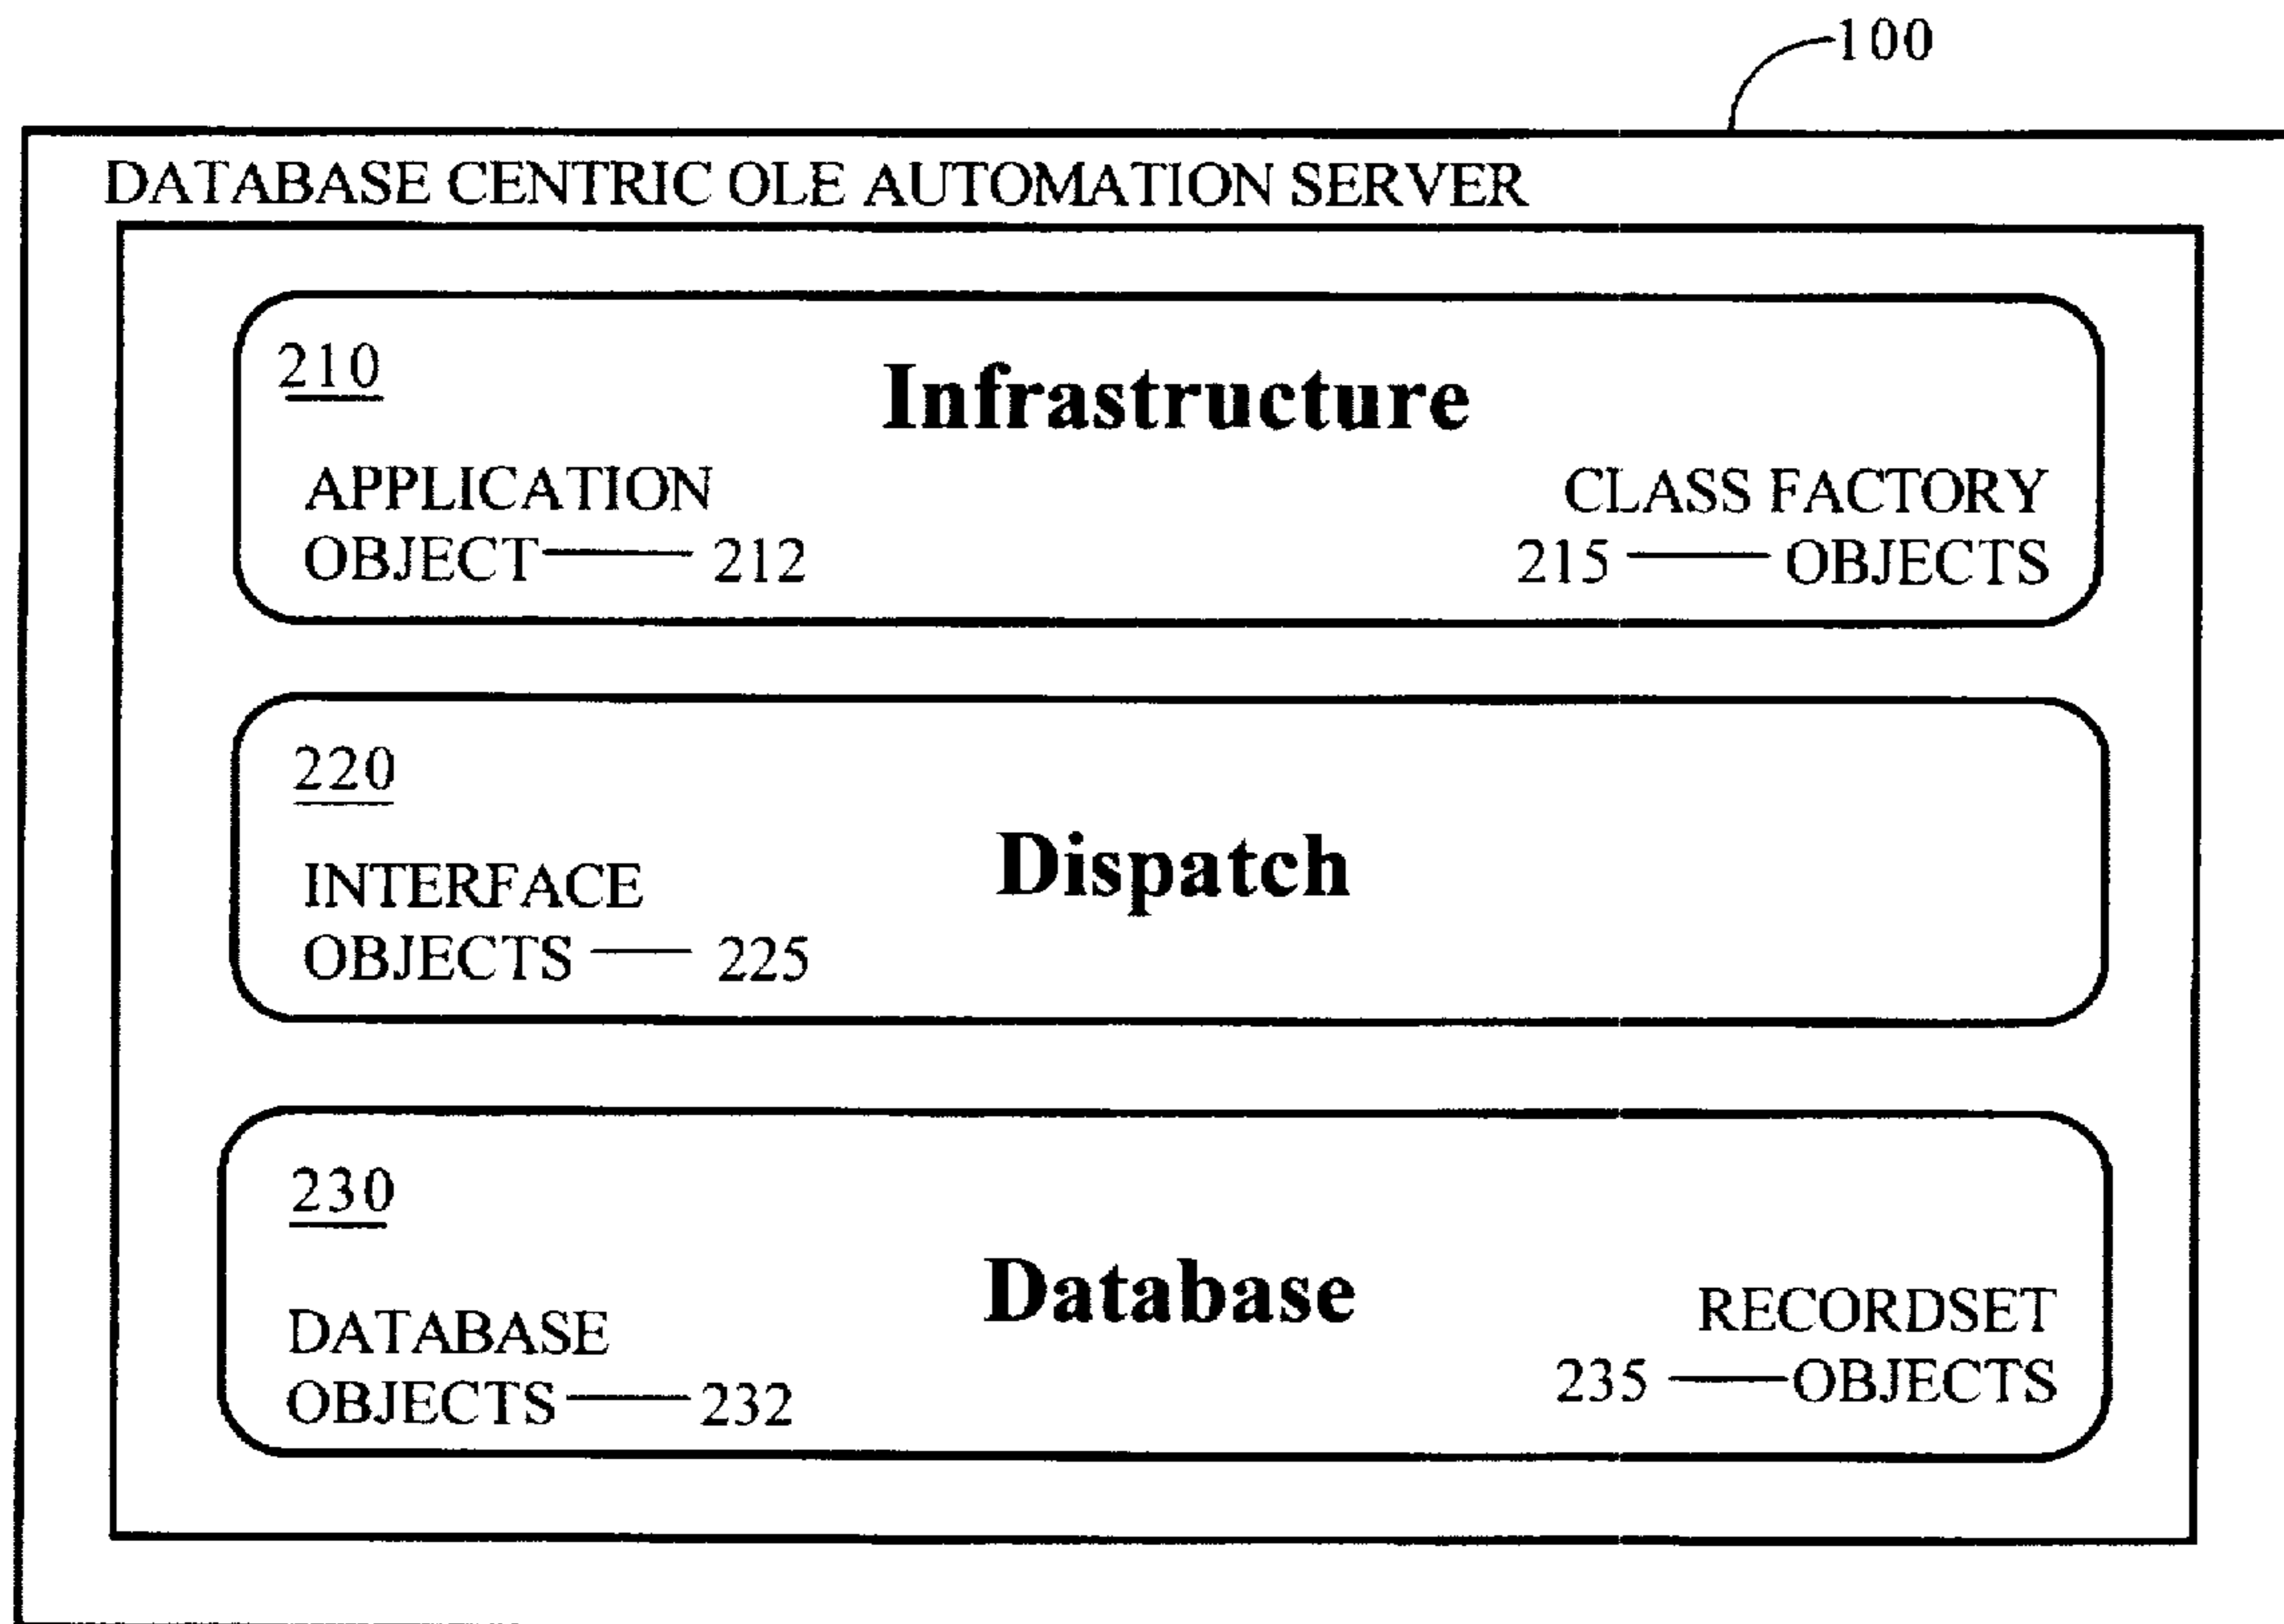 100
DATABASE CENTRIC OLE AUTOMATION SERVER
210
Infrastructure
APPLICATION
OBJECT 212
CLASS FACTORY
215 OBJECTS
220
Dispatch
INTERFACE
OBJECTS 225
230
Database
DATABASE
OBJECTS 232
RECORDSET
235 OBJECTS